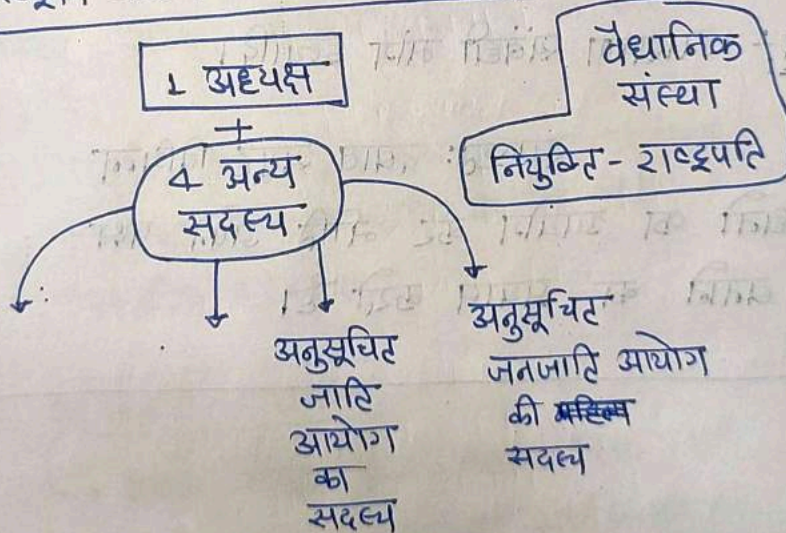 1 अध्यक्ष
+
4 अन्य
सदस्य
वैधानिक
संस्था
नियुक्ति - राष्ट्रपति
अनुसूचित
जाति
आयोग
का
सदस्य
अनुसूचित
जनजाति आयोग
की
सदस्य